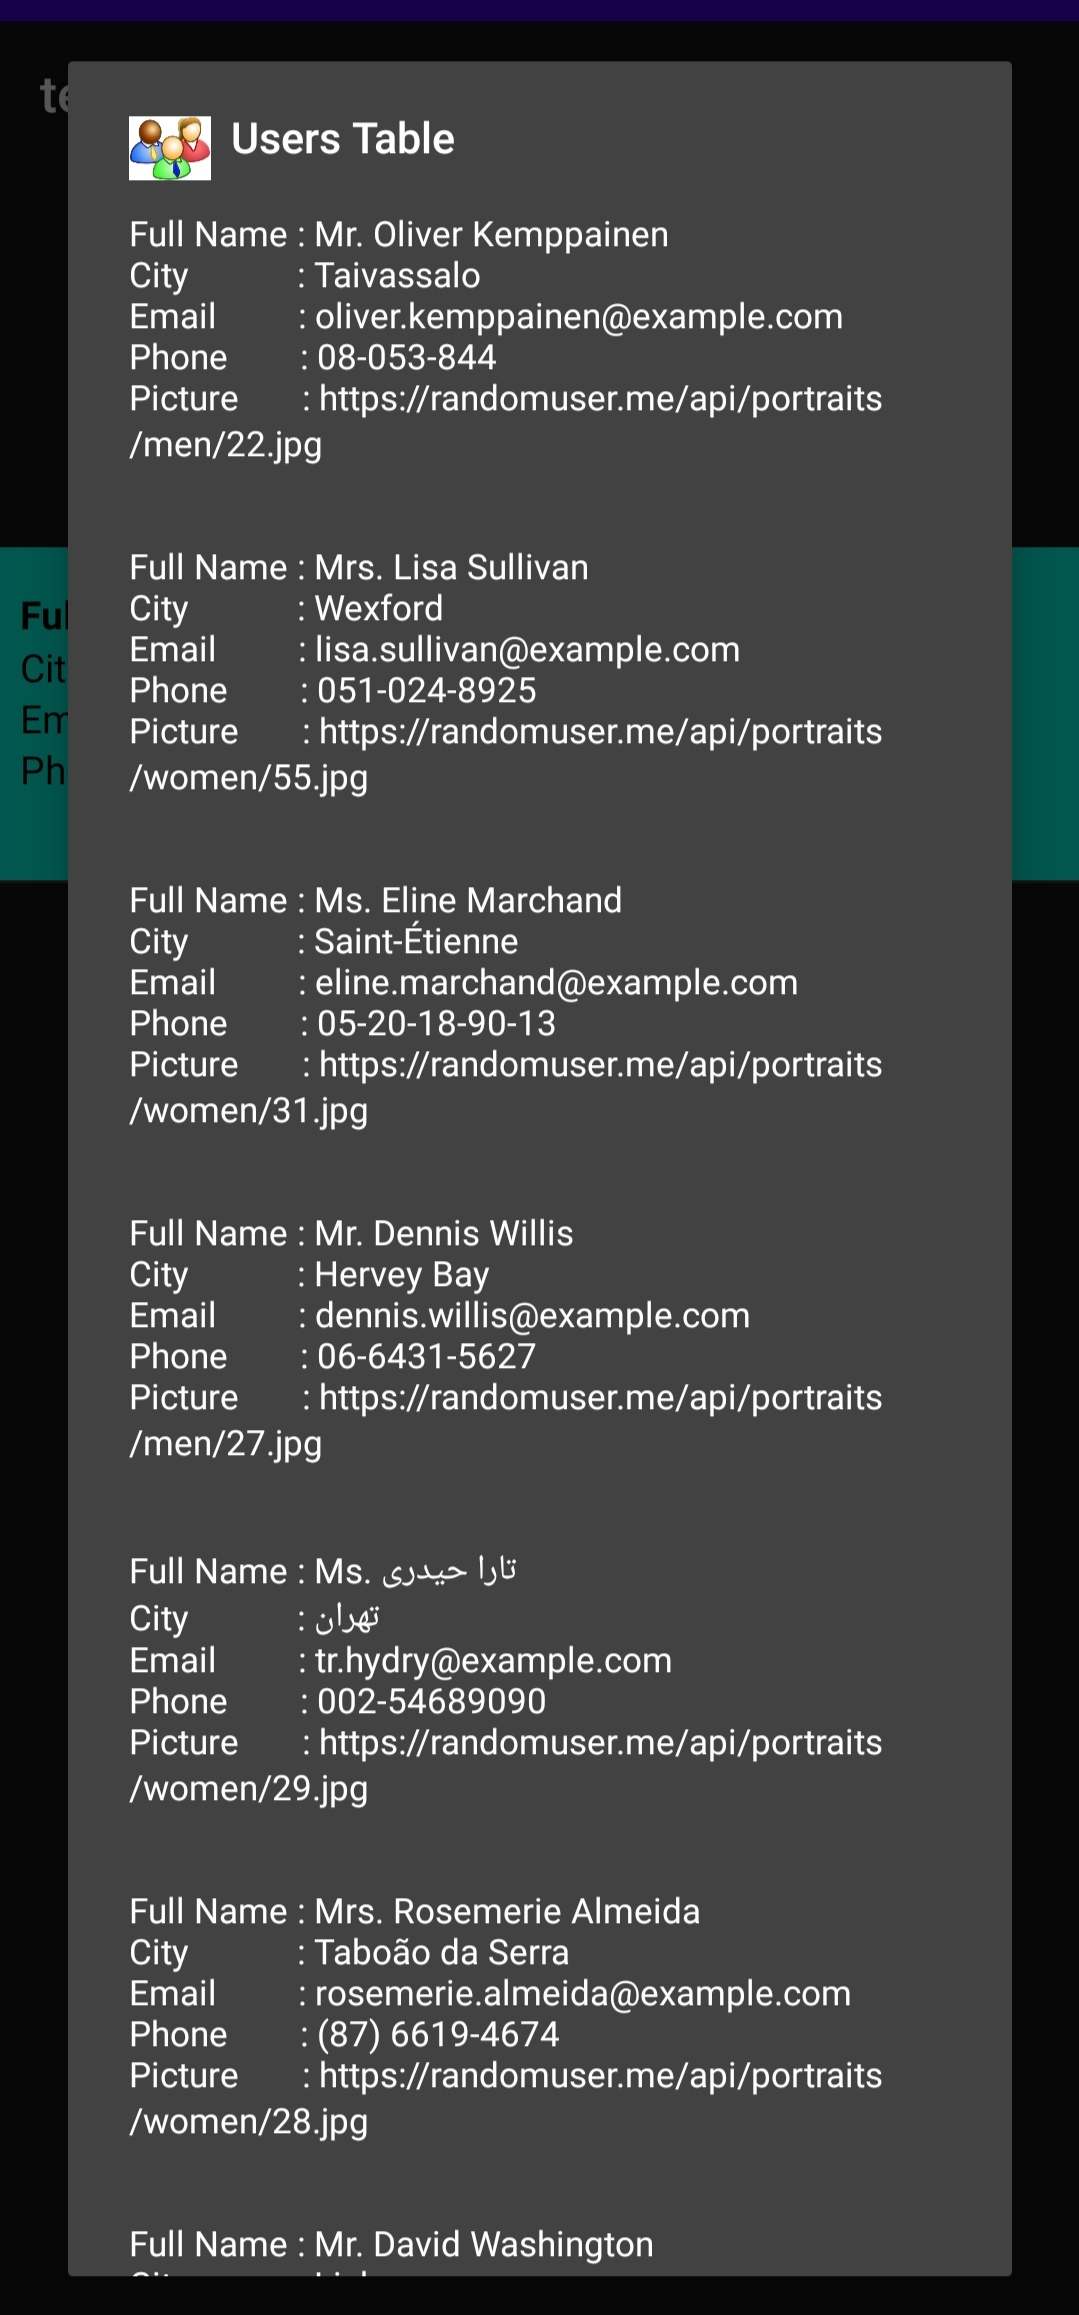 Users Table
Full Name : Mr. Oliver Kemppainen
City : Taivassalo
Email : oliver.kemppainen@example.com
Phone : 08-053-844
Picture : https://randomuser.me/api/portraits
/men/22.jpg
Full Name : Mrs. Lisa Sullivan
City : Wexford
Email : lisa.sullivan@example.com
Phone : 051-024-8925
Picture : https://randomuser.me/api/portraits
/women/55.jpg
Full Name : Ms. Eline Marchand
City : Saint-Étienne
Email : eline.marchand@example.com
Phone : 05-20-18-90-13
Picture : https://randomuser.me/api/portraits
/women/31.jpg
Full Name : Mr. Dennis Willis
City : Hervey Bay
Email : dennis.willis@example.com
Phone : 06-6431-5627
Picture : https://randomuser.me/api/portraits
/men/27.jpg
Full Name : Ms. تارا حیدری
City : تهران
Email : tr.hydry@example.com
Phone : 002-54689090
Picture : https://randomuser.me/api/portraits
/women/29.jpg
Full Name : Mrs. Rosemerie Almeida
City : Taboão da Serra
Email : rosemerie.almeida@example.com
Phone : (87) 6619-4674
Picture : https://randomuser.me/api/portraits
/women/28.jpg
Full Name : Mr. David Washington